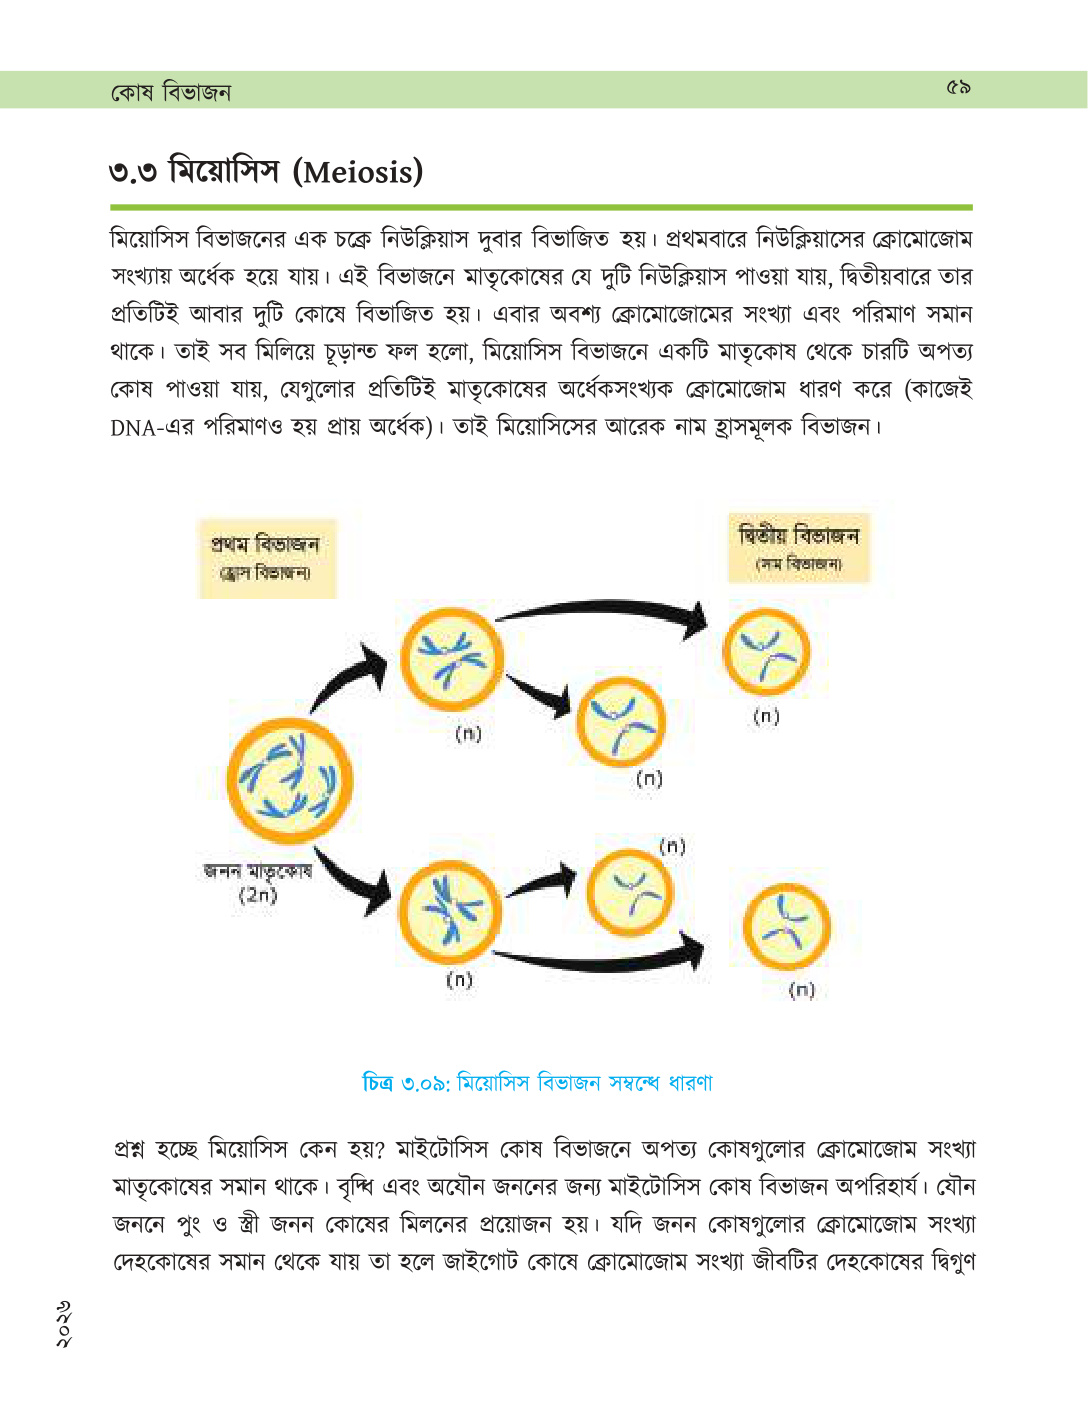 কোষ বিভাজন
৫৯
৩.৩ মিয়োসিস (Meiosis)
মিয়োসিস বিভাজনের এক চক্রে নিউক্লিয়াস দুবার বিভাজিত হয়। প্রথমবারে নিউক্লিয়াসের ক্রোমোজোম
সংখ্যায় অর্ধেক হয়ে যায়। এই বিভাজনে মাতৃকোষের যে দুটি নিউক্লিয়াস পাওয়া যায়, দ্বিতীয়বারে তার
প্রতিটিই আবার দুটি কোষে বিভাজিত হয়। এবার অবশ্য ক্রোমোজোমের সংখ্যা এবং পরিমাণ সমান
থাকে। তাই সব মিলিয়ে চূড়ান্ত ফল হলো, মিয়োসিস বিভাজনে একটি মাতৃকোষ থেকে চারটি অপত্য
কোষ পাওয়া যায়, যেগুলোর প্রতিটিই মাতৃকোষের অর্ধেকসংখ্যক ক্রোমোজোম ধারণ করে (কাজেই
DNA-এর পরিমাণও হয় প্রায় অর্ধেক)। তাই মিয়োসিসের আরেক নাম হ্রাসমূলক বিভাজন।
প্রথম বিভাজন
(হ্রাস বিভাজন)
দ্বিতীয় বিভাজন
(সম বিভাজন)
(n)
(n)
(n)
জনন মাতৃকোষ
(2n)
(n)
(n)
(n)
চিত্র ৩.০৯: মিয়োসিস বিভাজন সম্বন্ধে ধারণা
প্রশ্ন হচ্ছে মিয়োসিস কেন হয়? মাইটোসিস কোষ বিভাজনে অপত্য কোষগুলোর ক্রোমোজোম সংখ্যা
মাতৃকোষের সমান থাকে। বৃদ্ধি এবং অযৌন জননের জন্য মাইটোসিস কোষ বিভাজন অপরিহার্য। যৌন
জননে পুং ও স্ত্রী জনন কোষের মিলনের প্রয়োজন হয়। যদি জনন কোষগুলোর ক্রোমোজোম সংখ্যা
দেহকোষের সমান থেকে যায় তা হলে জাইগোট কোষে ক্রোমোজোম সংখ্যা জীবটির দেহকোষের দ্বিগুণ
২০২৬